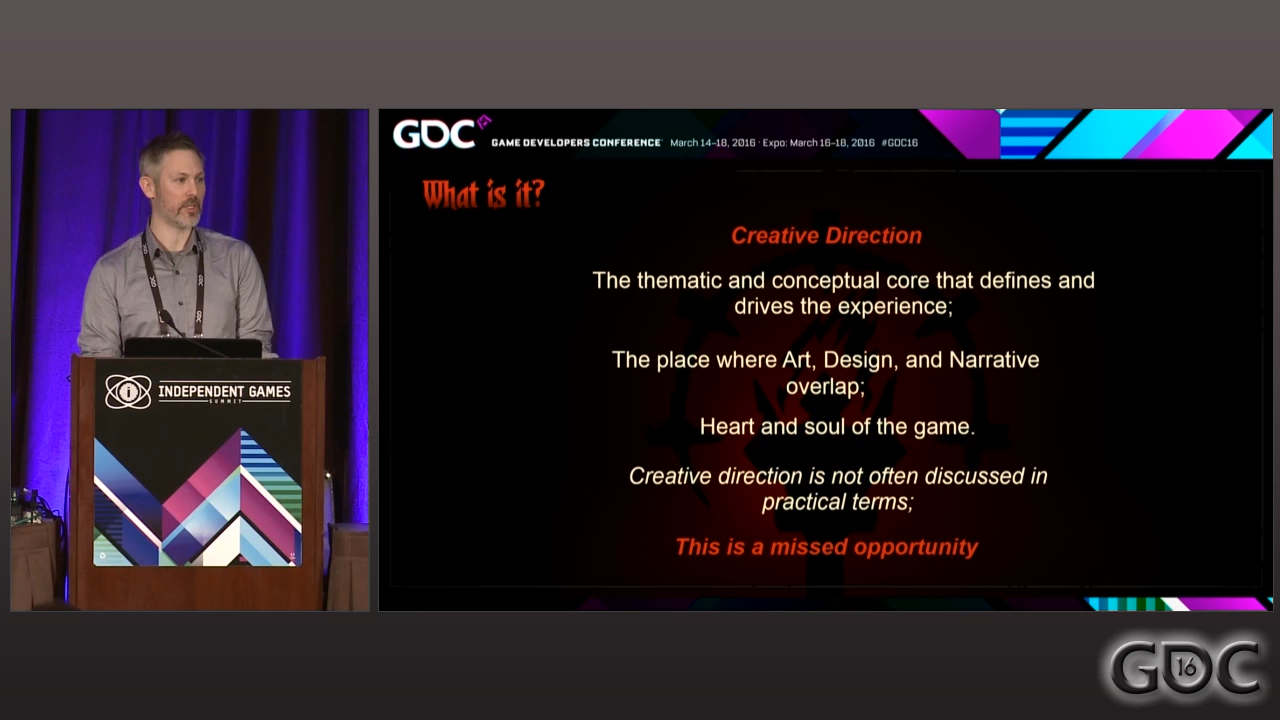 GDC
GAME DEVELOPERS CONFERENCE March 14-18, 2016 · Expo: March 16-18, 2016 #GDC16
What is it?
Creative Direction
The thematic and conceptual core that defines and
drives the experience;
The place where Art, Design, and Narrative
overlap;
Heart and soul of the game.
Creative direction is not often discussed in
practical terms;
This is a missed opportunity
INDEPENDENT GAMES
SUMMIT
GDC
16